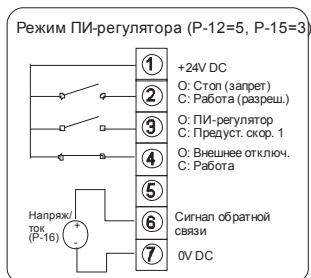 Режим ПИ-регулятора (P-12=5, P-15=3)
1
+24V DC
2
O: Стоп (запрет)
C: Работа (разреш.)
3
O: ПИ-регулятор
C: Предуст. скор. 1
4
O: Внешнее отключ.
C: Работа
5
Напряж/
ток
(P-16)
+
-
6
Сигнал обратной
связи
7
0V DC